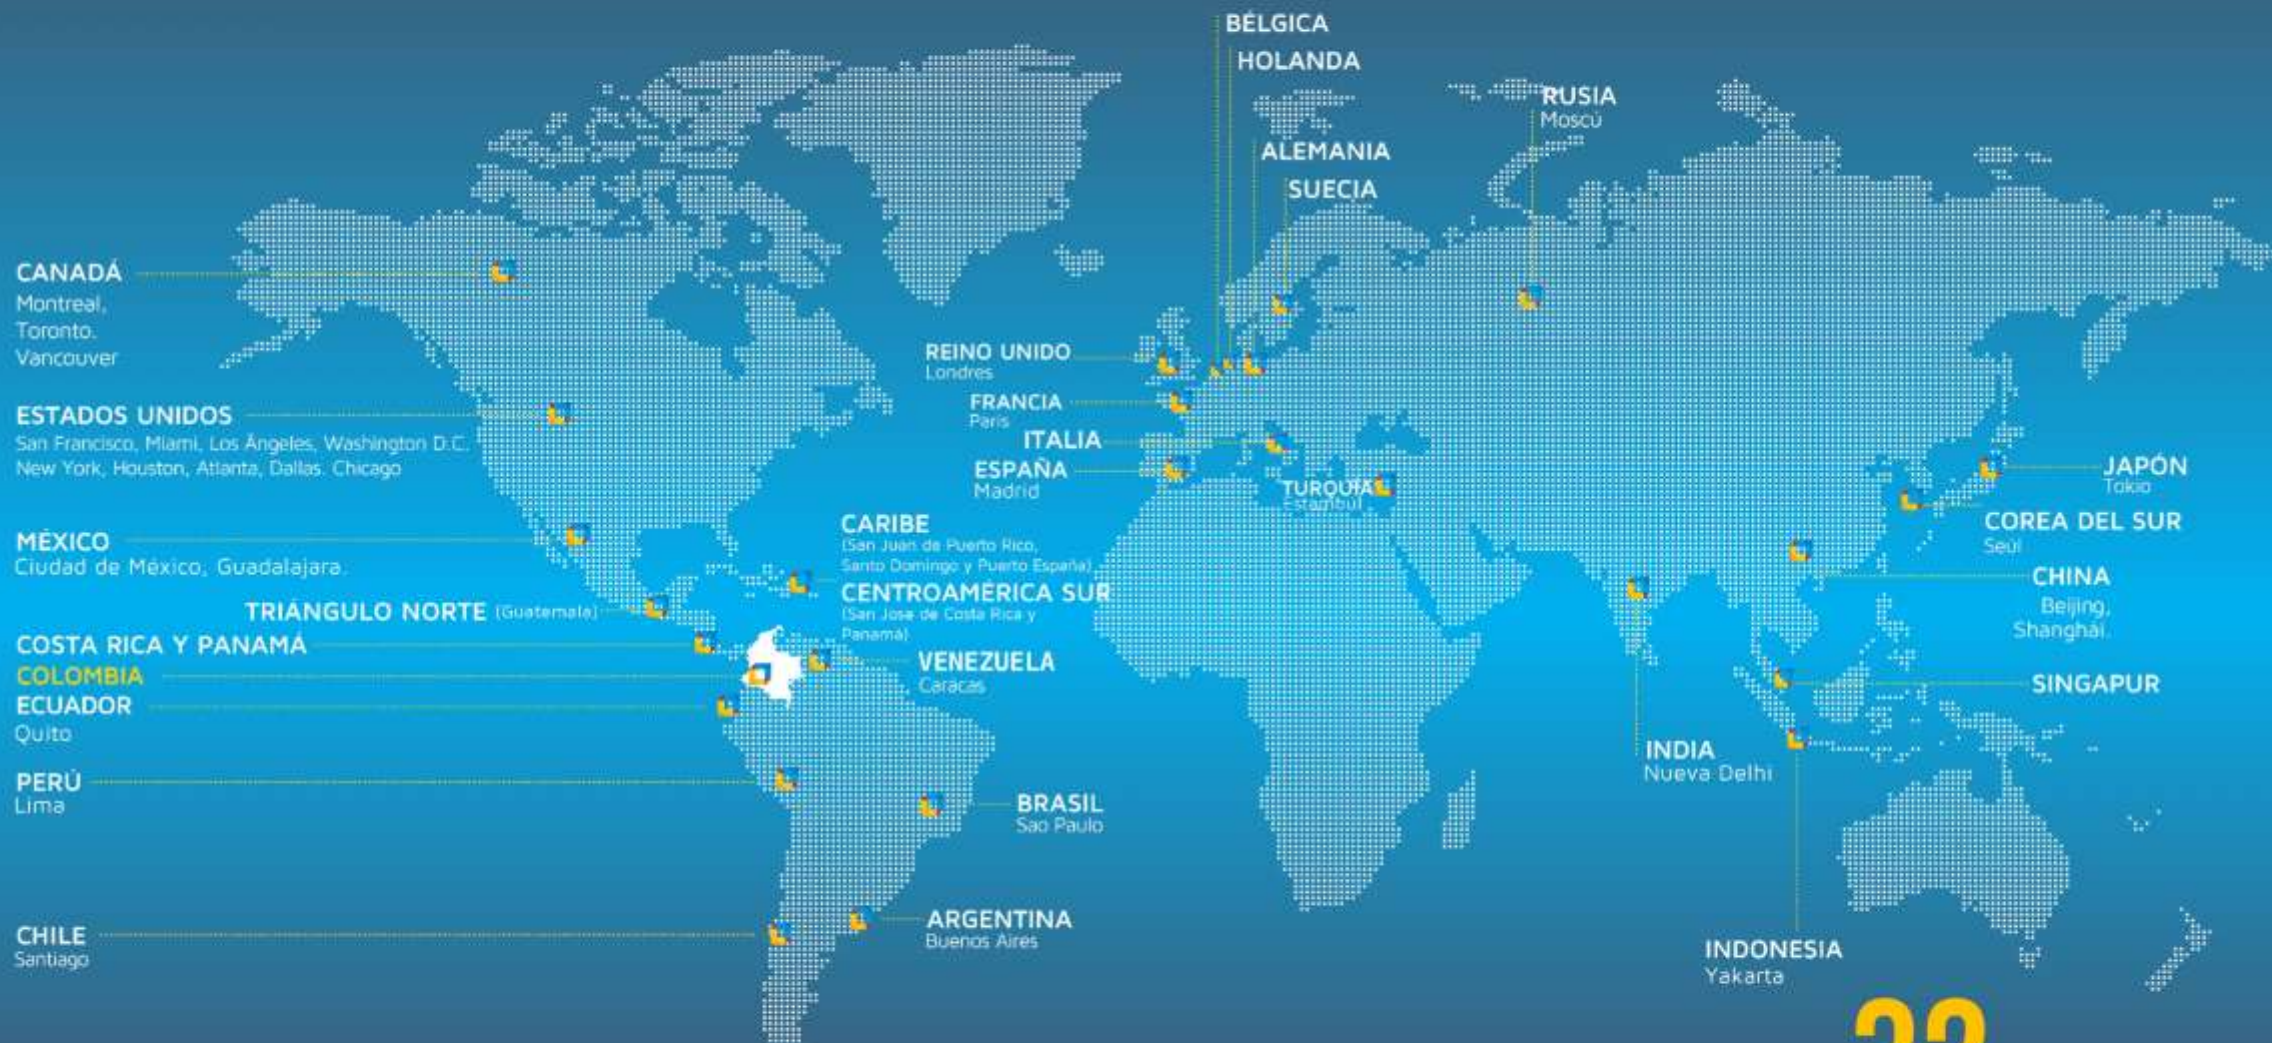 BÉLGICA
HOLANDA
RUSIA
Moscú
ALEMANIA
SUECIA
CANADÁ
Montreal,
Toronto.
Vancouver
REINO UNIDO
Londres
FRANCIA
Paris
ESTADOS UNIDOS
San Francisco, Miami, Los Ángeles, Washington D.C.
New York, Houston, Atlanta, Dallas. Chicago
ITALIA
ESPAÑA
Madrid
TURQUÍA
Estambul
JAPÓN
Tokio
COREA DEL SUR
Seúl
MÉXICO
Ciudad de México, Guadalajara.
CARIBE
(San Juan de Puerto Rico,
Santo Domingo y Puerto España)
CENTROAMÉRICA SUR
(San Jose de Costa Rica y
Panamá)
CHINA
Beijing,
Shanghái.
TRIÁNGULO NORTE (Guatemala)
COSTA RICA Y PANAMÁ
COLOMBIA
ECUADOR
Quito
VENEZUELA
Caracas
SINGAPUR
INDIA
Nueva Delhi
PERÚ
Lima
BRASIL
Sao Paulo
CHILE
Santiago
ARGENTINA
Buenos Aires
INDONESIA
Yakarta